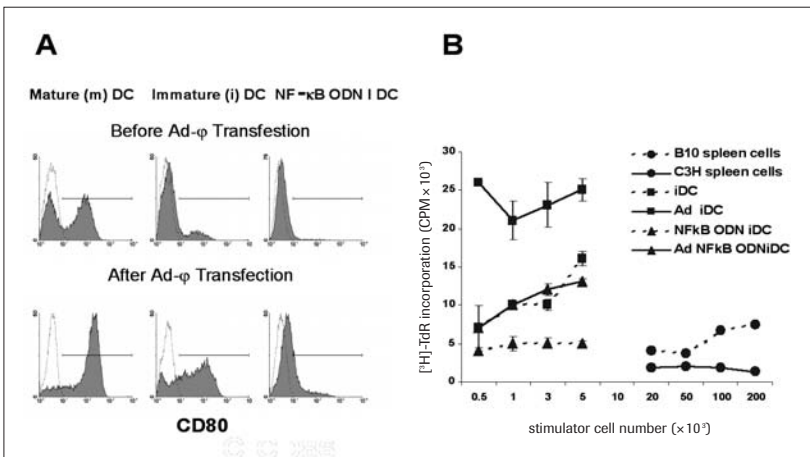 A
Mature (m) DC Immature (i) DC NF-κB ODN I DC
Before Ad-φ Transfestion
After Ad-φ Transfection
CD80
B
[³H]-TdR incorporation (CPM × 10³)
30
25
20
15
10
5
0
0.5 1 3 5 10 20 50 100 200
stimulator cell number (×10³)
B10 spleen cells
C3H spleen cells
iDC
Ad iDC
NFkB ODN iDC
Ad NFkB ODNiDC